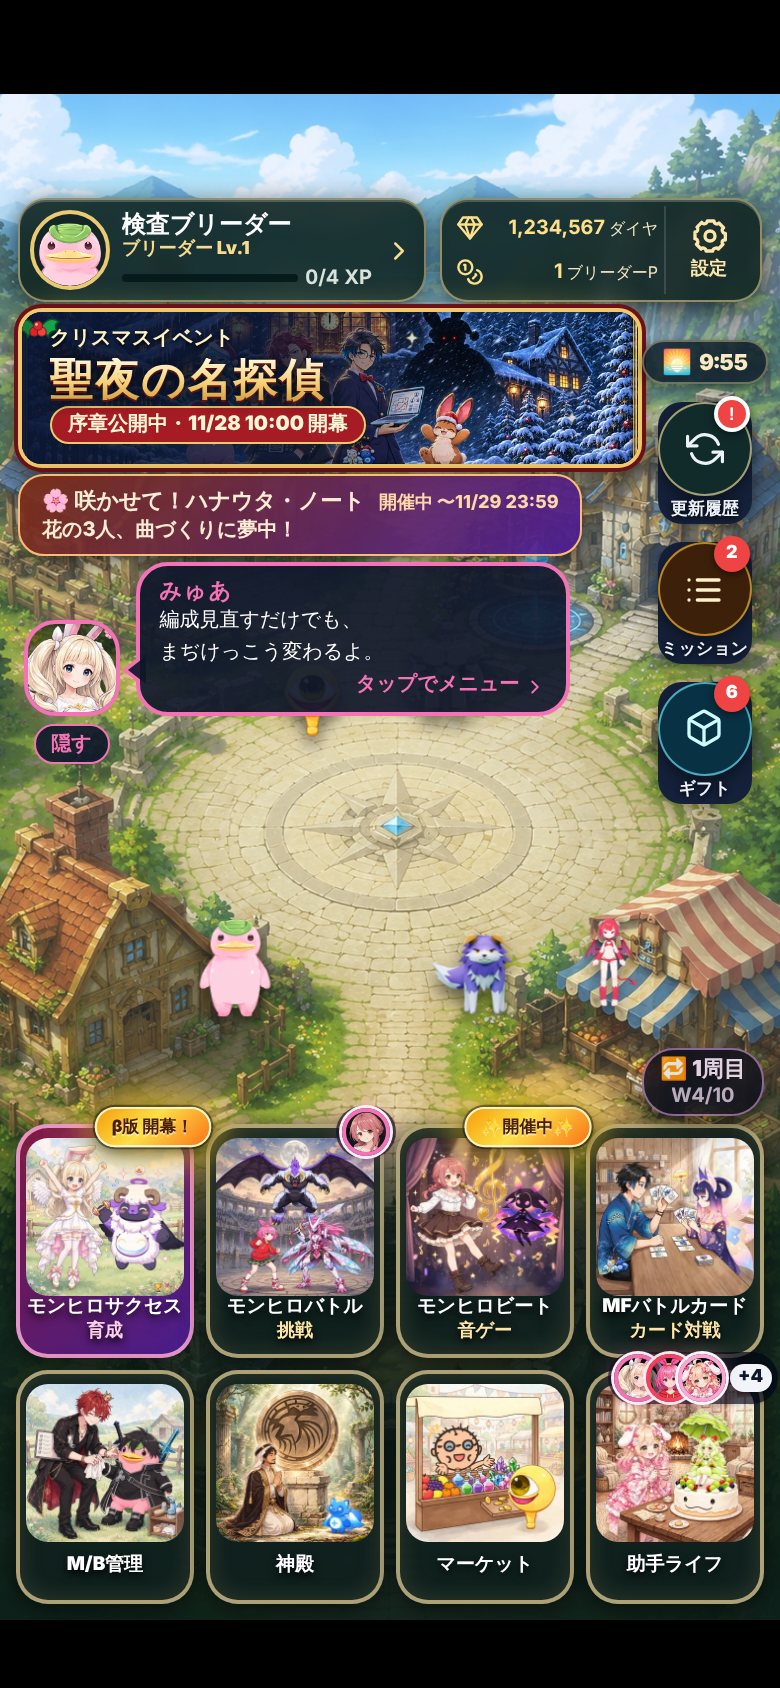 検査ブリーダー
ブリーダー Lv.1
0/4 XP
1,234,567 ダイヤ
1 ブリーダーP
設定
クリスマスイベント
聖夜の名探偵
序章公開中・11/28 10:00 開幕
9:55
!
更新履歴
🌸 咲かせて！ハナウタ・ノート 開催中 〜11/29 23:59
花の3人、曲づくりに夢中！
2
ミッション
みゅあ
編成見直すだけでも、
まぢけっこう変わるよ。
タップでメニュー
隠す
6
ギフト
1周目
W4/10
β版 開幕！
モンヒロサクセス
育成
モンヒロバトル
挑戦
✨開催中✨
モンヒロビート
音ゲー
MFバトルカード
カード対戦
+4
M/B管理
神殿
マーケット
助手ライフ